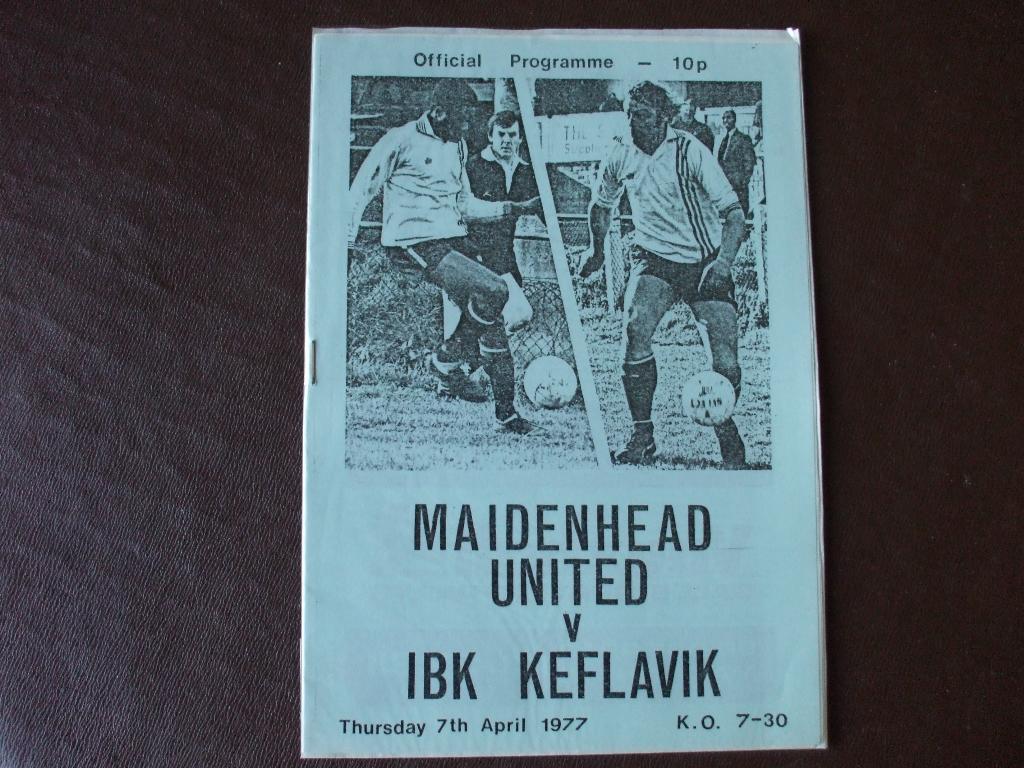 Official Programme - 10p
MAIDENHEAD
UNITED
V
IBK KEFLAVIK
Thursday 7th April 1977 K.O. 7-30